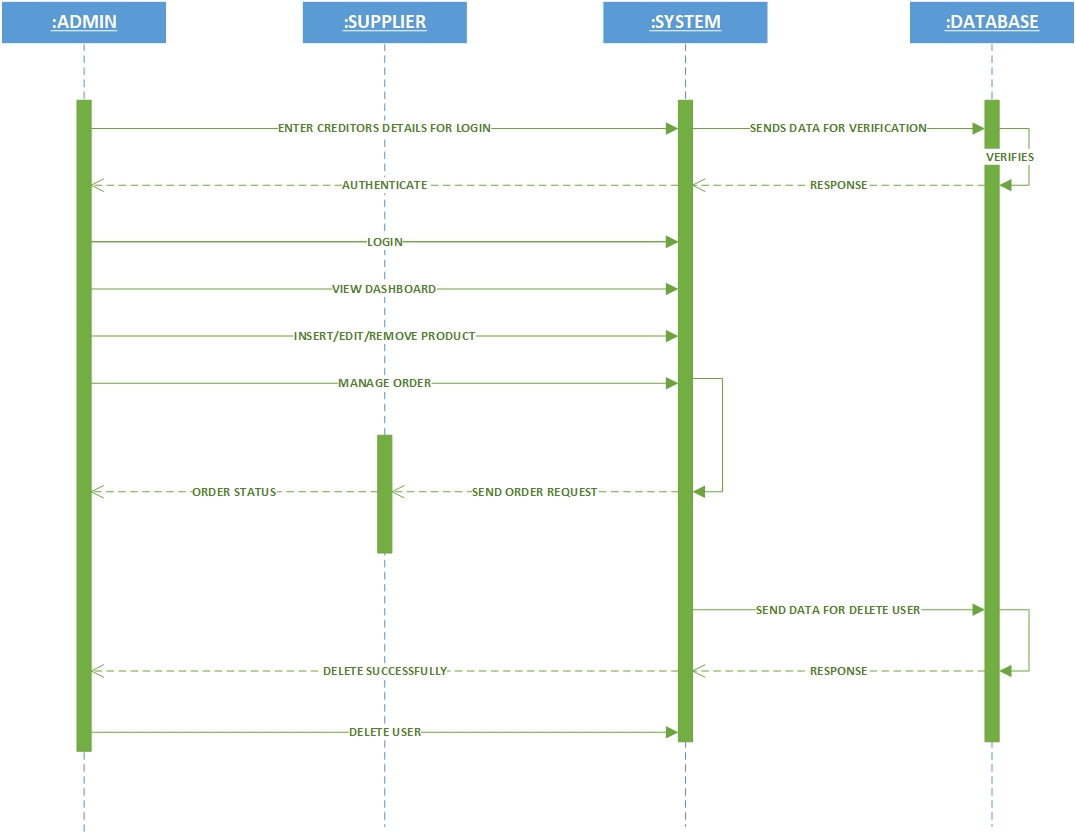 :ADMIN
:SUPPLIER
:SYSTEM
:DATABASE
ENTER CREDITORS DETAILS FOR LOGIN
SENDS DATA FOR VERIFICATION
VERIFIES
AUTHENTICATE
RESPONSE
LOGIN
VIEW DASHBOARD
INSERT/EDIT/REMOVE PRODUCT
MANAGE ORDER
ORDER STATUS
SEND ORDER REQUEST
SEND DATA FOR DELETE USER
DELETE SUCCESSFULLY
RESPONSE
DELETE USER